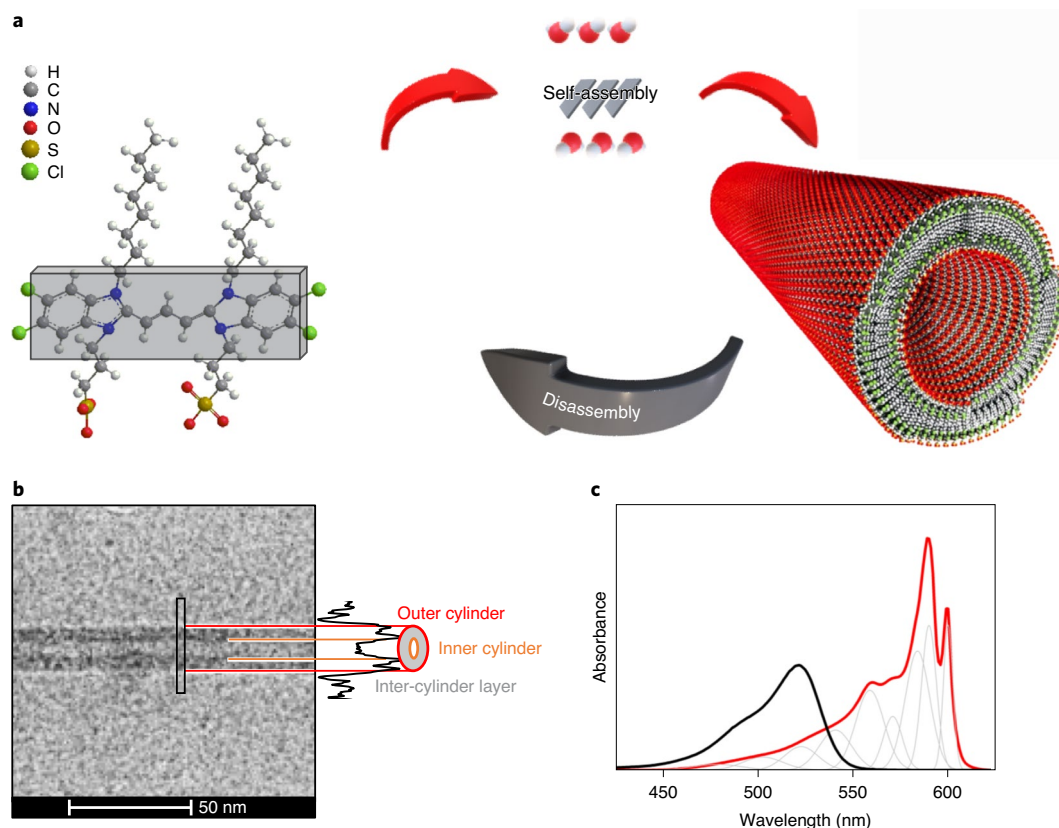 a
H
C
N
O
S
Cl
Self-assembly
Disassembly
b
Outer cylinder
Inner cylinder
Inter-cylinder layer
50 nm
c
Absorbance
450 500 550 600
Wavelength (nm)